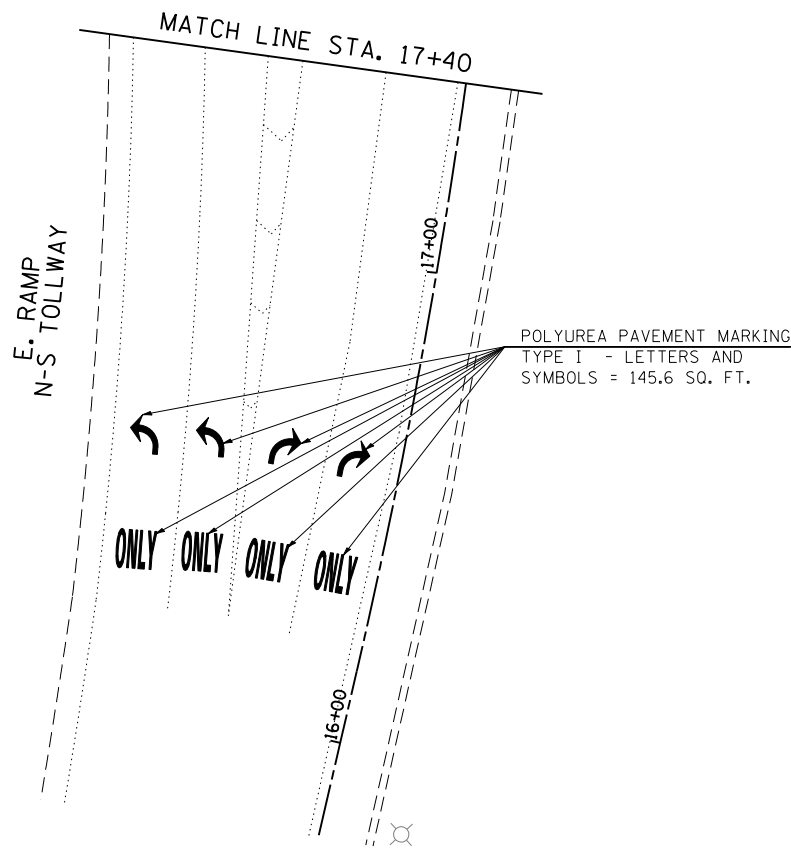 MATCH LINE STA. 17+40
17+00
E. RAMP
N-S TOLLWAY
POLYUREA PAVEMENT MARKING
TYPE I - LETTERS AND
SYMBOLS = 145.6 SQ. FT.
ONLY ONLY ONLY ONLY
16+00